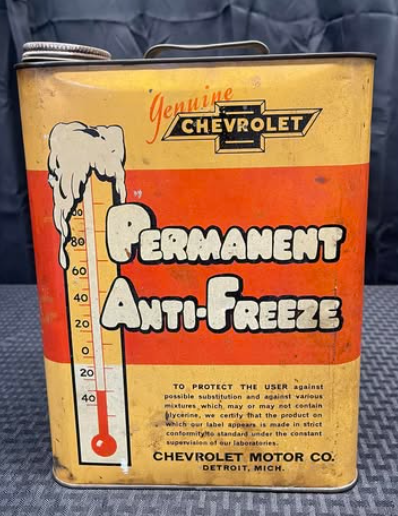 Genuine
CHEVROLET
PERMANENT
ANTI-FREEZE
80
60
40
20
0
20
40
TO PROTECT THE USER against
possible substitution and against various
mixtures which may or may not contain
glycerine, we certify that the product on
which our label appears is made in strict
conformity to standard under the constant
supervision of our laboratories.
CHEVROLET MOTOR CO.
DETROIT, MICH.